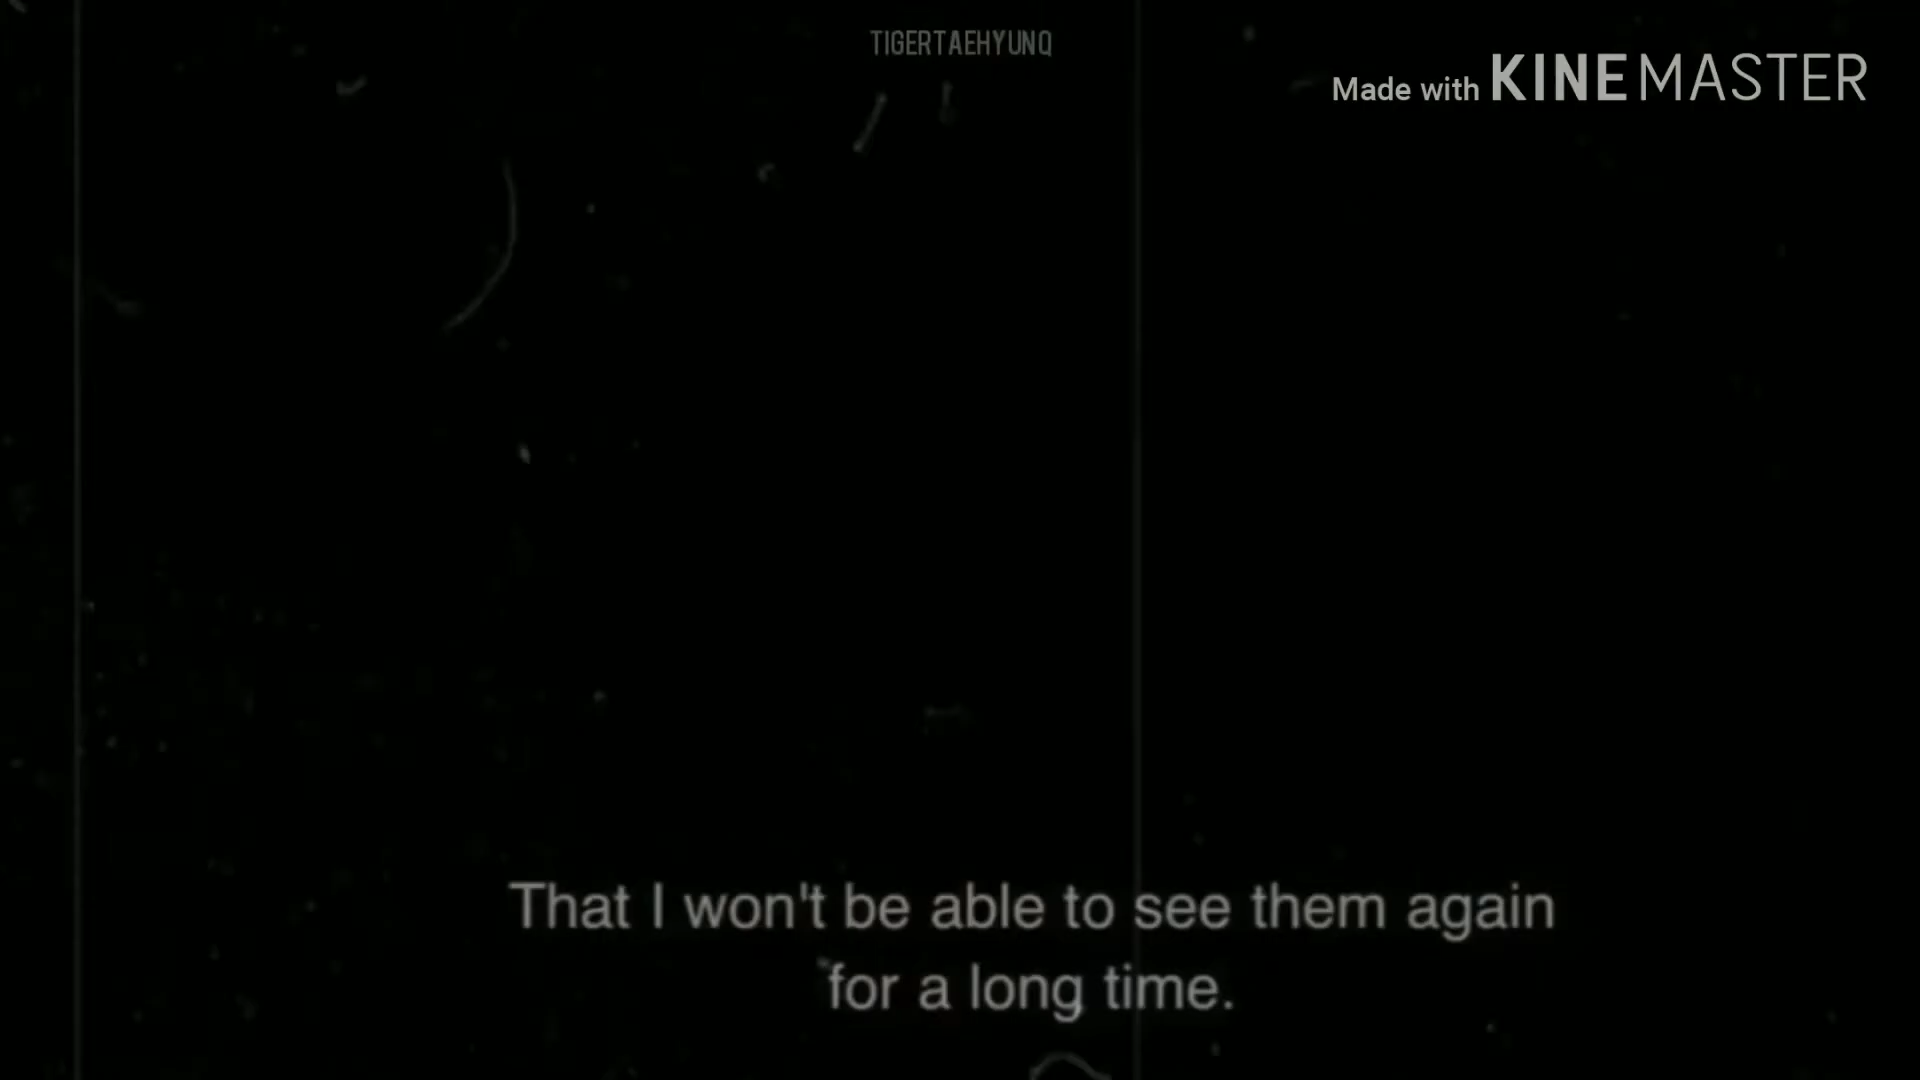 TIGERTAEHYUNQ
Made with KINEMASTER
That I won't be able to see them again
for a long time.